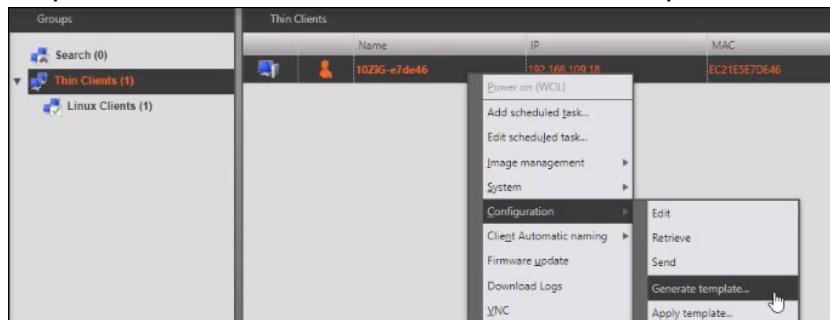 Groups
Thin Clients
Name IP MAC
Search (0)
10ZiG-e7de46 192.168.109.18 EC21E5E7DE46
Thin Clients (1)
Linux Clients (1)
Power on (WOL)
Add scheduled task...
Edit scheduled task...
Image management
System
Configuration
Client Automatic naming
Firmware update
Download Logs
VNC
Edit
Retrieve
Send
Generate template...
Apply template...